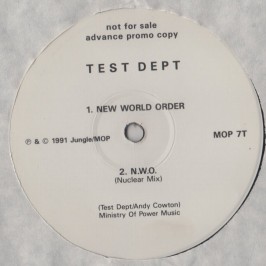 not for sale
advance promo copy
TEST DEPT
1. NEW WORLD ORDER
℗ & © 1991 Jungle/MOP
MOP 7T
2. N.W.O.
(Nuclear Mix)
(Test Dept/Andy Cowton)
Ministry Of Power Music